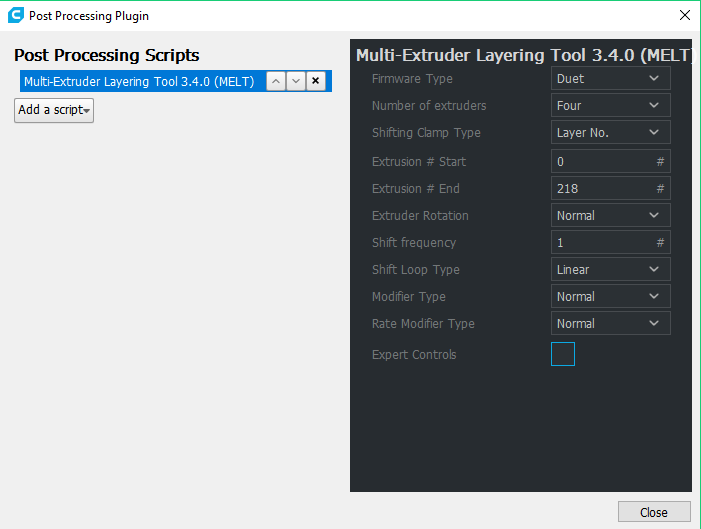 Post Processing Plugin
Post Processing Scripts
Multi-Extruder Layering Tool 3.4.0 (MELT)
Add a script
Multi-Extruder Layering Tool 3.4.0 (MELT)
Firmware Type Duet
Number of extruders Four
Shifting Clamp Type Layer No.
Extrusion # Start 0 #
Extrusion # End 218 #
Extruder Rotation Normal
Shift frequency 1 #
Shift Loop Type Linear
Modifier Type Normal
Rate Modifier Type Normal
Expert Controls
Close